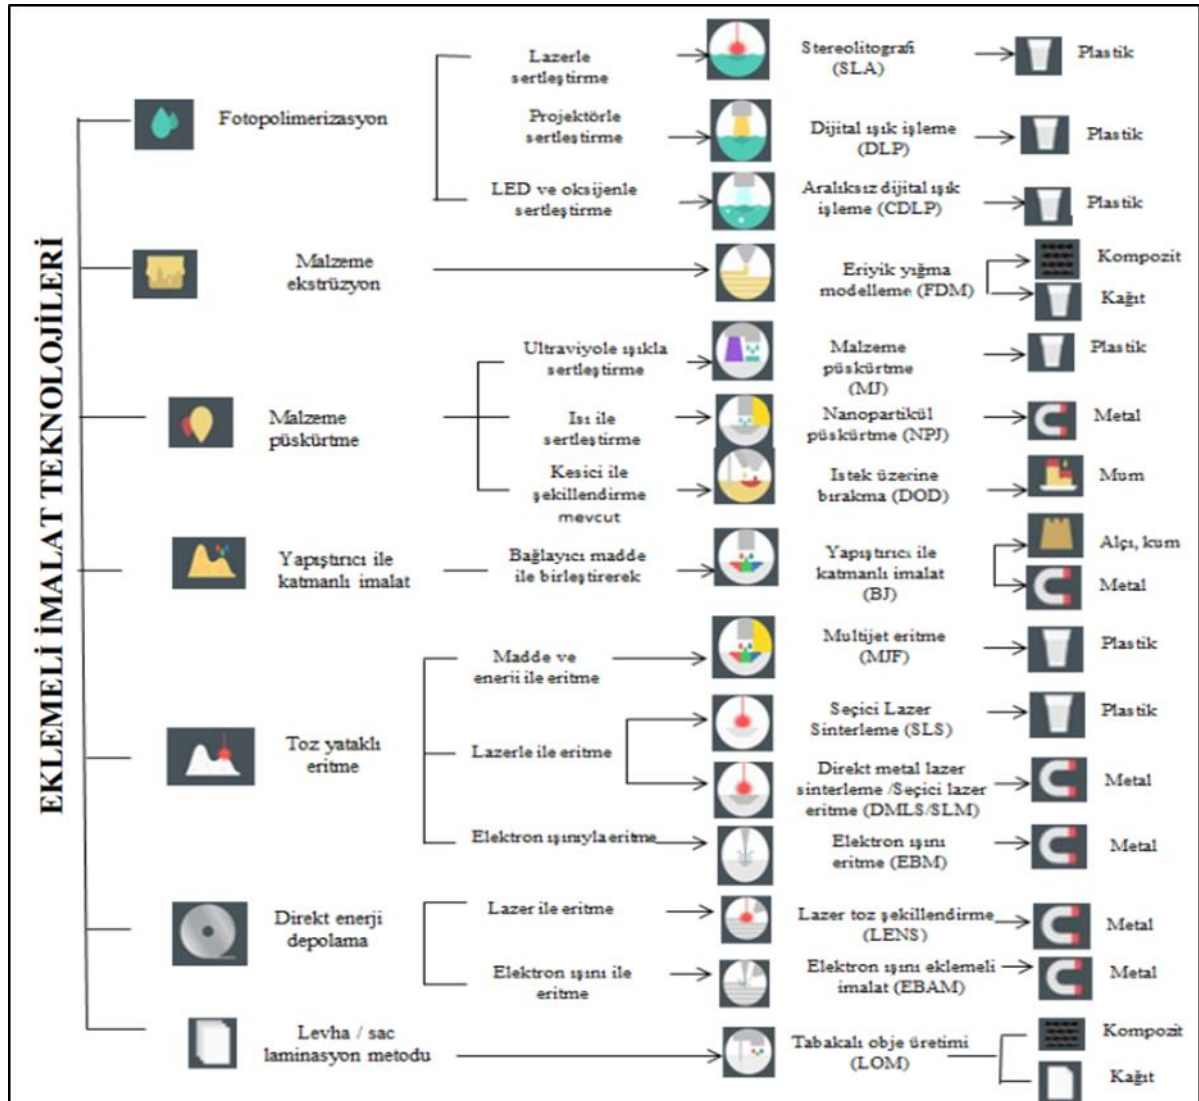 EKLEMELİ İMALAT TEKNOLOJİLERİ
Fotopolimerizasyon
Lazerle
sertleştirme
Stereolitografi
(SLA)
Plastik
Projektörle
sertleştirme
Dijital ışık işleme
(DLP)
Plastik
LED ve oksijenle
sertleştirme
Aralıksız dijital ışık
işleme (CDLP)
Plastik
Malzeme
ekstrüzyon
Eriyik yığma
modelleme (FDM)
Kompozit
Kağıt
Malzeme
püskürtme
Ultraviyole ışıkla
sertleştirme
Malzeme
püskürtme
(MJ)
Plastik
Isı ile
sertleştirme
Nanopartikül
püskürtme (NPJ)
Metal
Kesici ile
şekillendirme
mevcut
Istek üzerine
bırakma (DOD)
Mum
Yapıştırıcı ile
katmanlı imalat
Bağlayıcı madde
ile birleştirerek
Yapıştırıcı ile
katmanlı imalat
(BJ)
Alçı, kum
Metal
Toz yataklı
eritme
Madde ve
enerii ile eritme
Multijet eritme
(MJF)
Plastik
Lazerle ile eritme
Seçici Lazer
Sinterleme (SLS)
Plastik
Direkt metal lazer
sinterleme /Seçici lazer
eritme (DMLS/SLM)
Metal
Elektron ışınıyla eritme
Elektron ışını
eritme (EBM)
Metal
Direkt enerji
depolama
Lazer ile eritme
Lazer toz şekillendirme
(LENS)
Metal
Elektron ışını ile
eritme
Elektron ışını eklemeli
imalat (EBAM)
Metal
Levha / sac
laminasyon metodu
Tabakalı obje üretimi
(LOM)
Kompozit
Kağıt